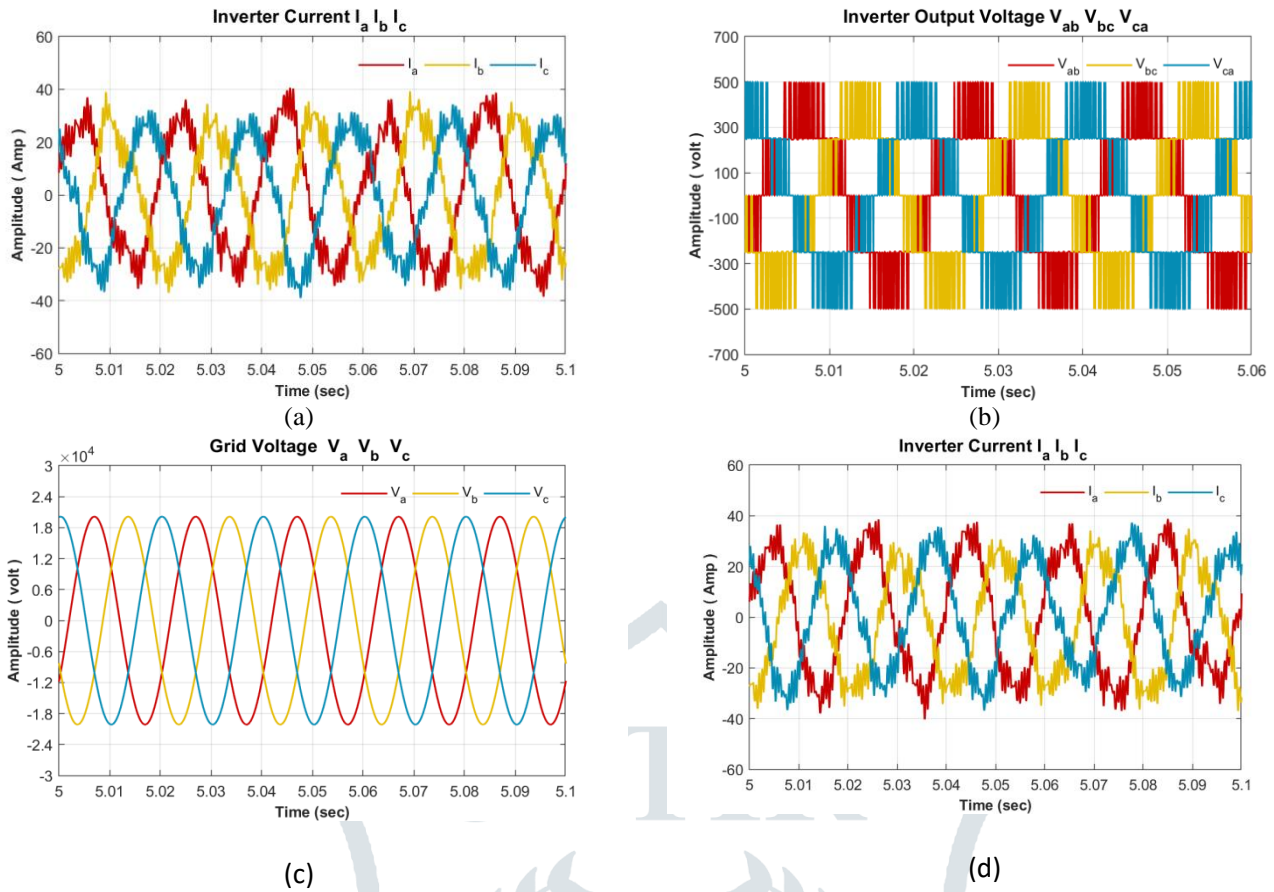 Inverter Current I_a I_b I_c
Amplitude ( Amp )
60
40
20
0
-20
-40
-60
I_a I_b I_c
5 5.01 5.02 5.03 5.04 5.05 5.06 5.07 5.08 5.09 5.1
Time (sec)
(a)
Inverter Output Voltage V_ab V_bc V_ca
Amplitude ( volt )
700
500
300
100
-100
-300
-500
-700
V_ab V_bc V_ca
5 5.01 5.02 5.03 5.04 5.05 5.06
Time (sec)
(b)
Grid Voltage V_a V_b V_c
×10^4
Amplitude ( volt )
3
2.4
1.8
1.2
0.6
0
-0.6
-1.2
-1.8
-2.4
-3
V_a V_b V_c
5 5.01 5.02 5.03 5.04 5.05 5.06 5.07 5.08 5.09 5.1
Time (sec)
(c)
Inverter Current I_a I_b I_c
Amplitude ( Amp )
60
40
20
0
-20
-40
-60
I_a I_b I_c
5 5.01 5.02 5.03 5.04 5.05 5.06 5.07 5.08 5.09 5.1
Time (sec)
(d)